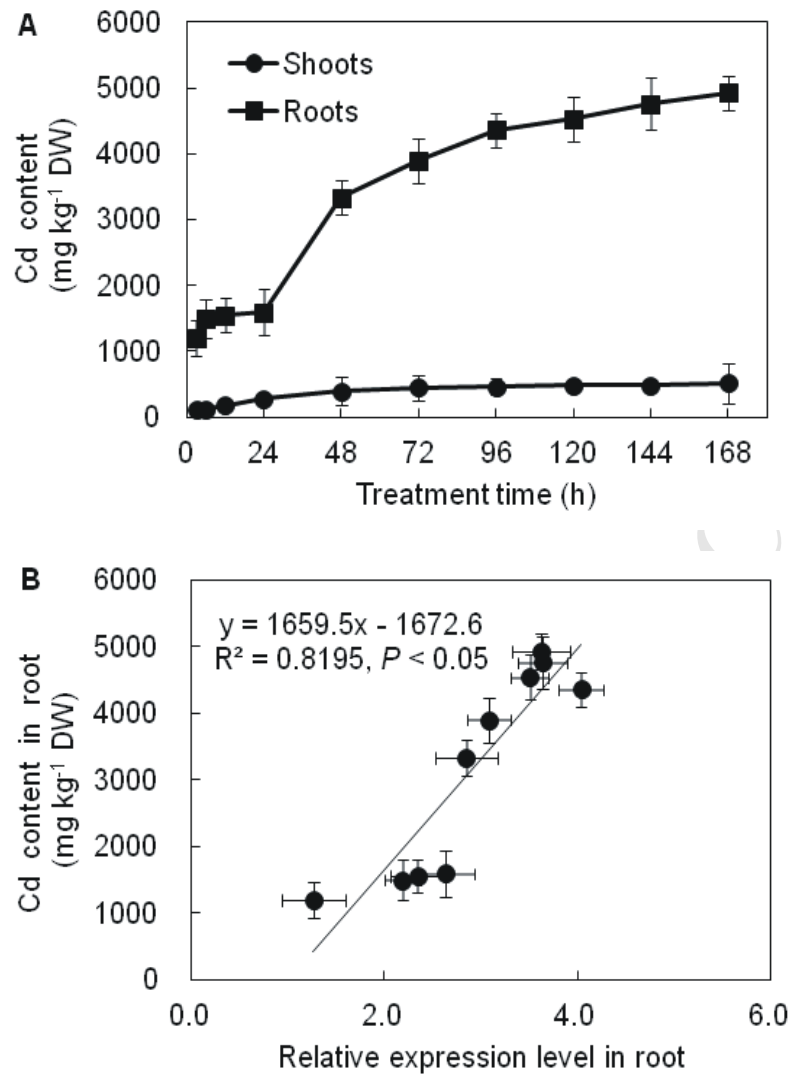 A
6000
5000
4000
3000
2000
1000
0
Cd content
(mg kg⁻¹ DW)
Shoots
Roots
0 24 48 72 96 120 144 168
Treatment time (h)
B
6000
5000
4000
3000
2000
1000
0
Cd content in root
(mg kg⁻¹ DW)
y = 1659.5x - 1672.6
R² = 0.8195, P < 0.05
0.0 2.0 4.0 6.0
Relative expression level in root